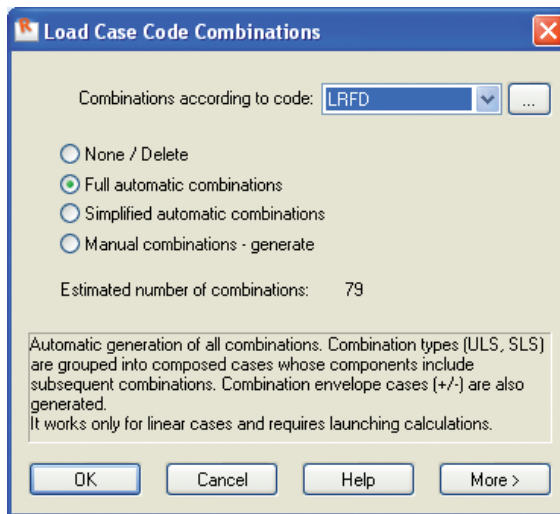 Load Case Code Combinations
Combinations according to code: LRFD ...
None / Delete
Full automatic combinations
Simplified automatic combinations
Manual combinations - generate
Estimated number of combinations: 79
Automatic generation of all combinations. Combination types (ULS, SLS)
are grouped into composed cases whose components include
subsequent combinations. Combination envelope cases (+/-) are also
generated.
It works only for linear cases and requires launching calculations.
OK Cancel Help More >